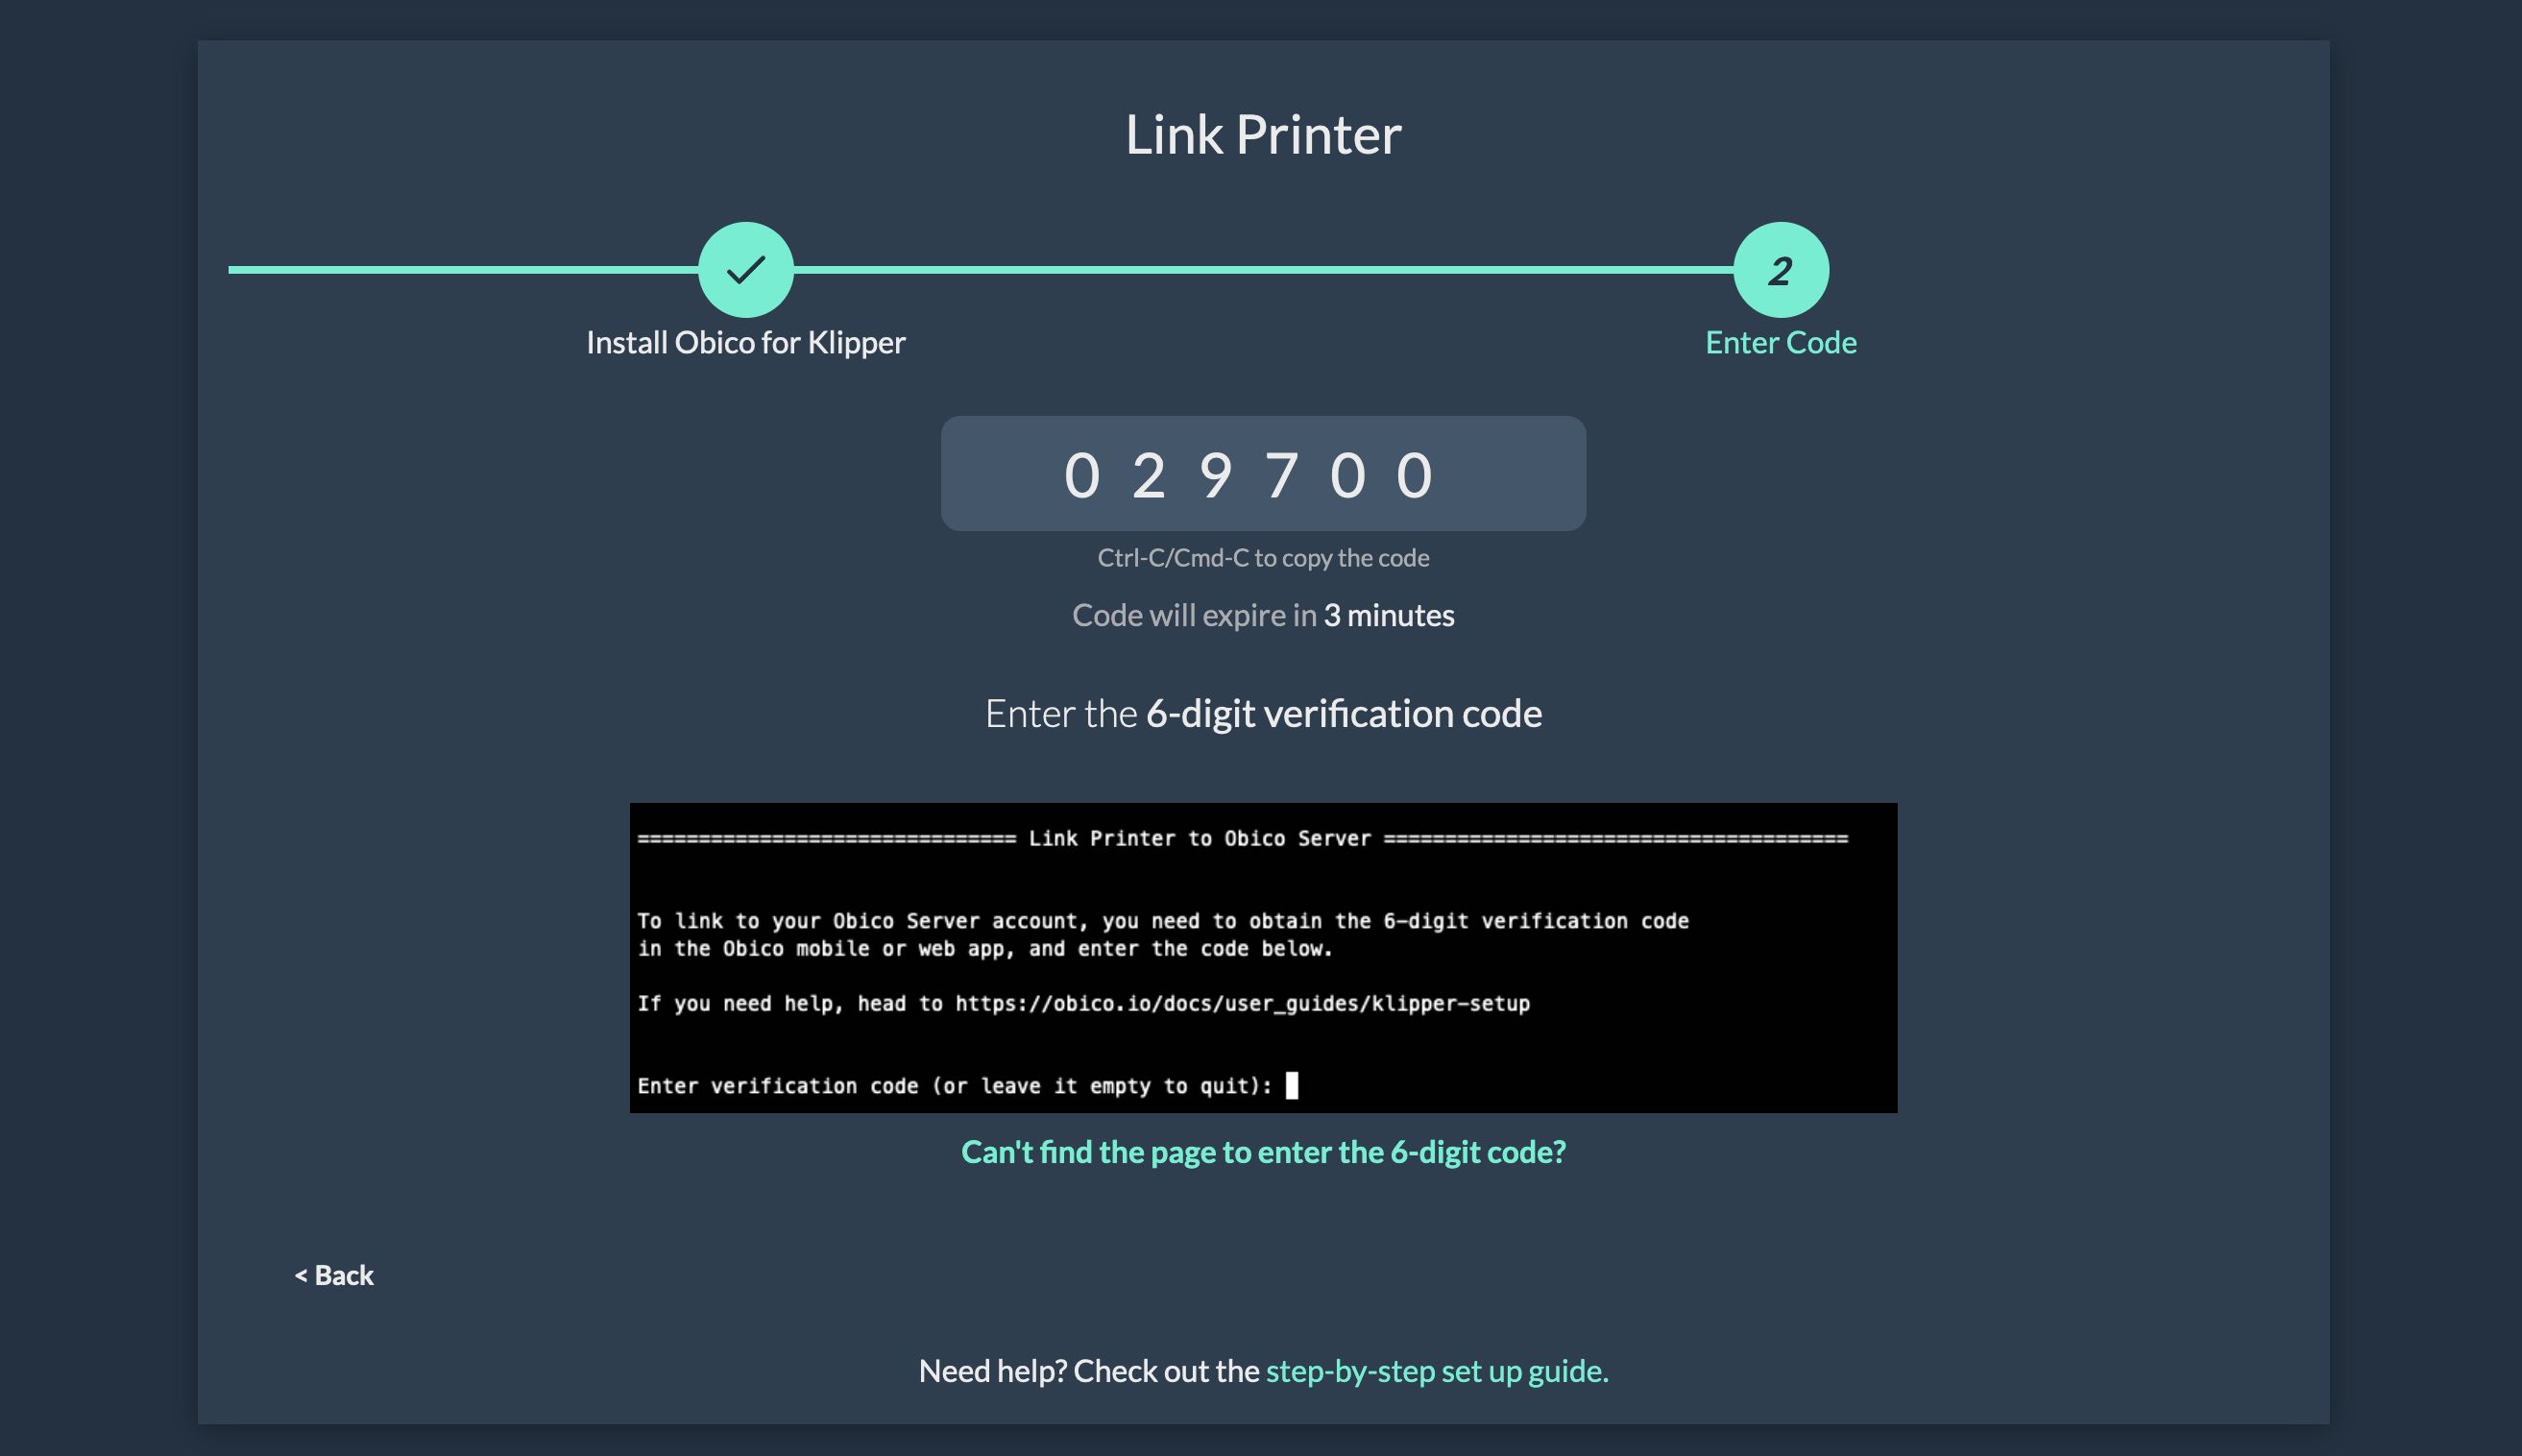 Link Printer
2
Install Obico for Klipper
Enter Code
0 2 9 7 0 0
Ctrl-C/Cmd-C to copy the code
Code will expire in 3 minutes
Enter the 6-digit verification code
=============================== Link Printer to Obico Server ======================================
To link to your Obico Server account, you need to obtain the 6-digit verification code
in the Obico mobile or web app, and enter the code below.
If you need help, head to https://obico.io/docs/user_guides/klipper-setup
Enter verification code (or leave it empty to quit):
Can't find the page to enter the 6-digit code?
< Back
Need help? Check out the step-by-step set up guide.